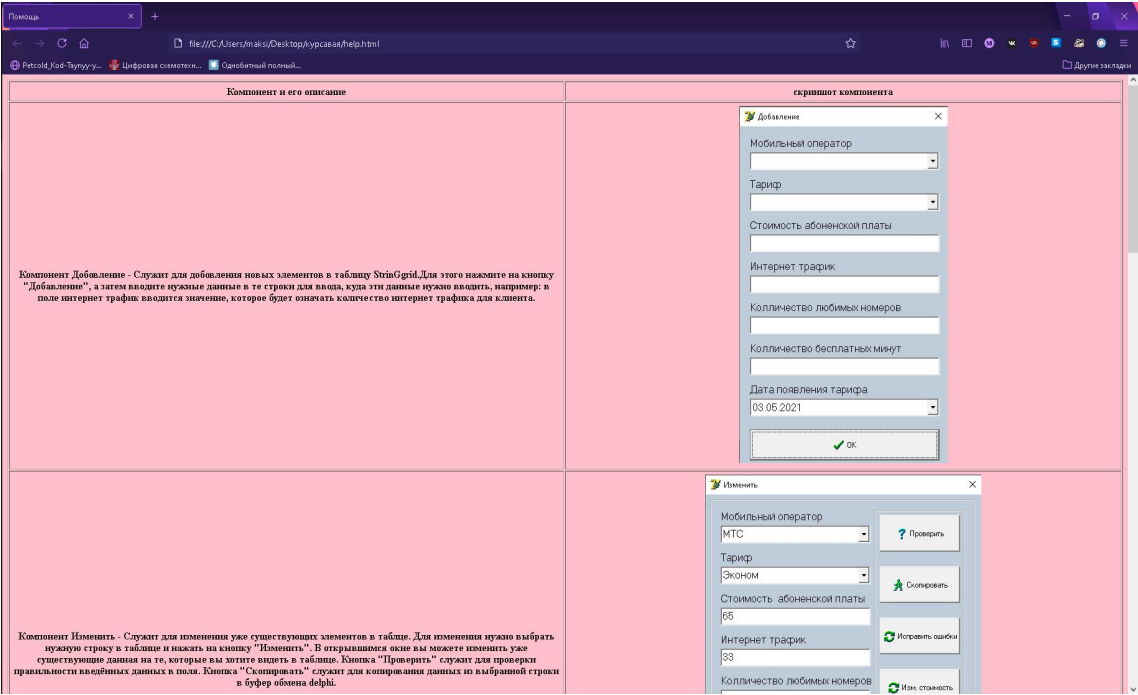 Помощь
file:///C:/Users/maksi/Desktop/курсавая/help.html
Petcold_Kod-Taynyy-y... Цифровая схемотехн... Однобитный полный... Другие закладки
Компонент и его описание
скриншот компонента
Компонент Добавление - Служит для добовления новых элементов в таблицу StrinGgrid.Для этого нажмите на кнопку
"Добавление", а затем вводите нужные данные в те строки для ввода, куда эти данные нужно вводить, например: в
поле интернет трафик вводится значение, которое будет означать количество интернет трафика для клиента.
Добавление
Мобильный оператор
Тариф
Стоимость абоненской платы
Интернет трафик
Колличество любимых номеров
Колличество бесплатных минут
Дата появления тарифа
03.05.2021
ОК
Компонент Изменить - Служит для изменения уже существующих элементов в таблце. Для изменения нужно выбрать
нужную строку в таблице и нажать на кнопку "Изменить". В открывшимся окне вы можете изменить уже
существующие данная на те, которые вы хотите видеть в таблице. Кнопка "Проверить" служит для проверки
правильности введённых данных в поля. Кнопка "Скопировать" служит для копирования данных из выбранной строки
в буфер обмена delphi.
Изменить
Мобильный оператор
МТС
Проверить
Тариф
Эконом
Скопировать
Стоимость абоненской платы
65
Интернет трафик
Исправить ошибки
33
Колличество любимых номеров
Изм. стоимость